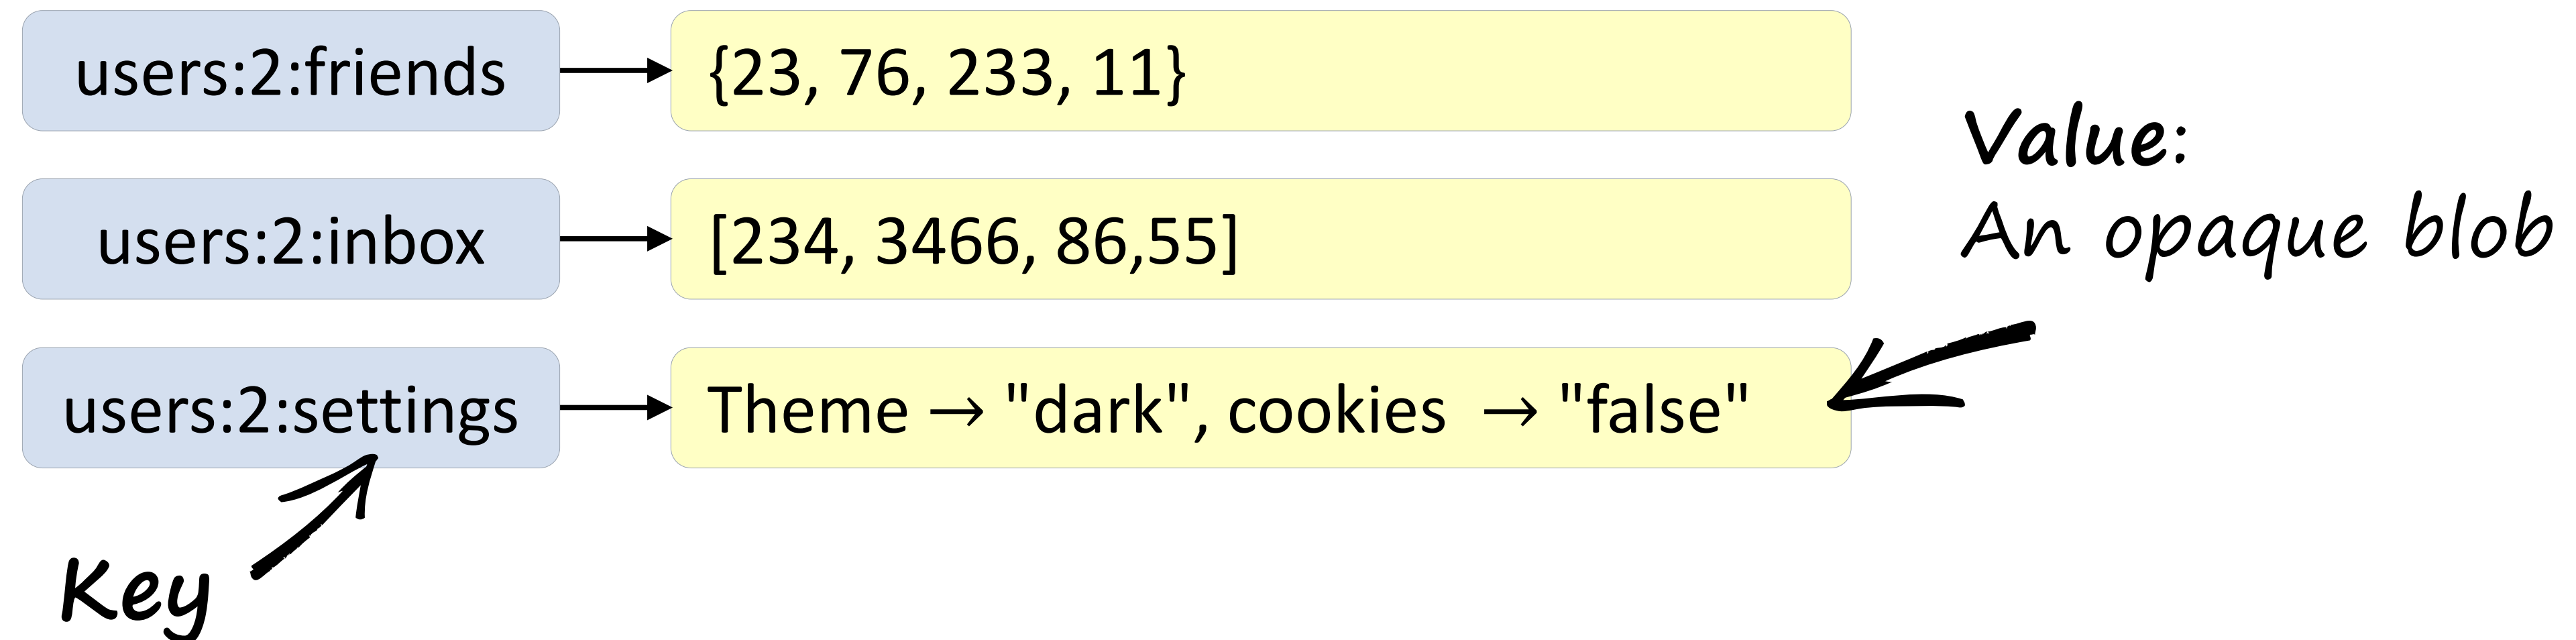 users:2:friends
{23, 76, 233, 11}
users:2:inbox
[234, 3466, 86,55]
users:2:settings
Theme → "dark", cookies → "false"
Value:
An opaque blob
Key